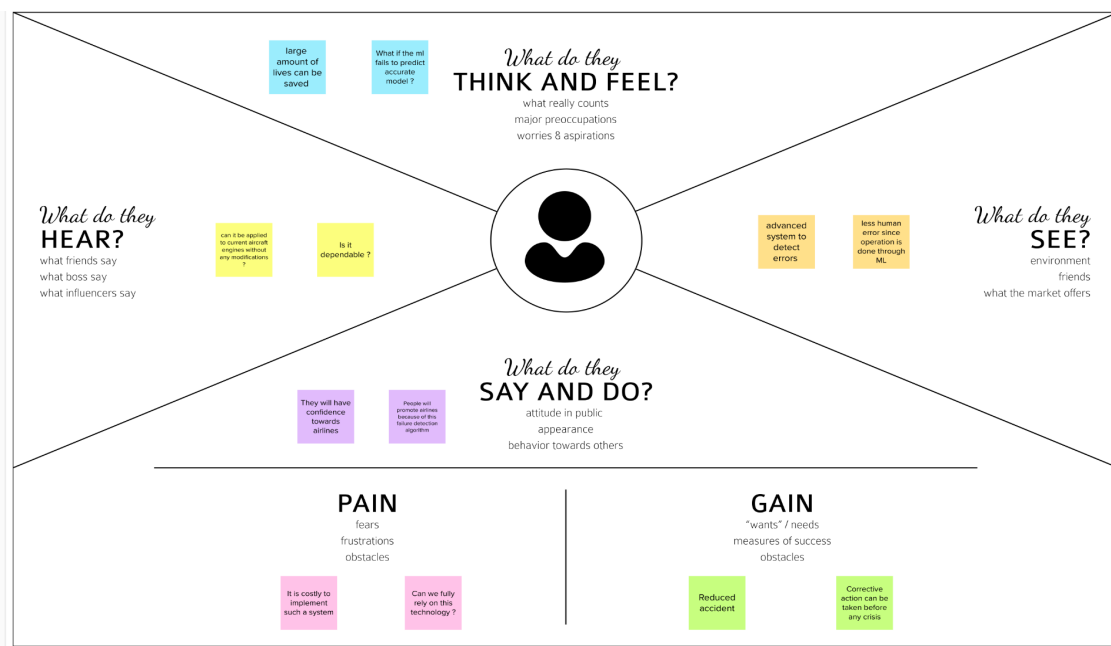 large
amount of
lives can be
saved
What if the ml
fails to predict
accurate
model ?
What do they
THINK AND FEEL?
what really counts
major preoccupations
worries & aspirations
What do they
HEAR?
what friends say
what boss say
what influencers say
can it be applied
to current aircraft
engines without
any modifications
?
Is it
dependable ?
advanced
system to
detect
errors
less human
error since
operation is
done through
ML
What do they
SEE?
environment
friends
what the market offers
What do they
SAY AND DO?
attitude in public
appearance
behavior towards others
They will have
confidence
towards
airlines
People will
promote airlines
because of this
failure detection
algorithm
PAIN
fears
frustrations
obstacles
It is costly to
implement
such a system
Can we fully
rely on this
technology ?
GAIN
"wants" / needs
measures of success
obstacles
Reduced
accident
Corrective
action can be
taken before
any crisis